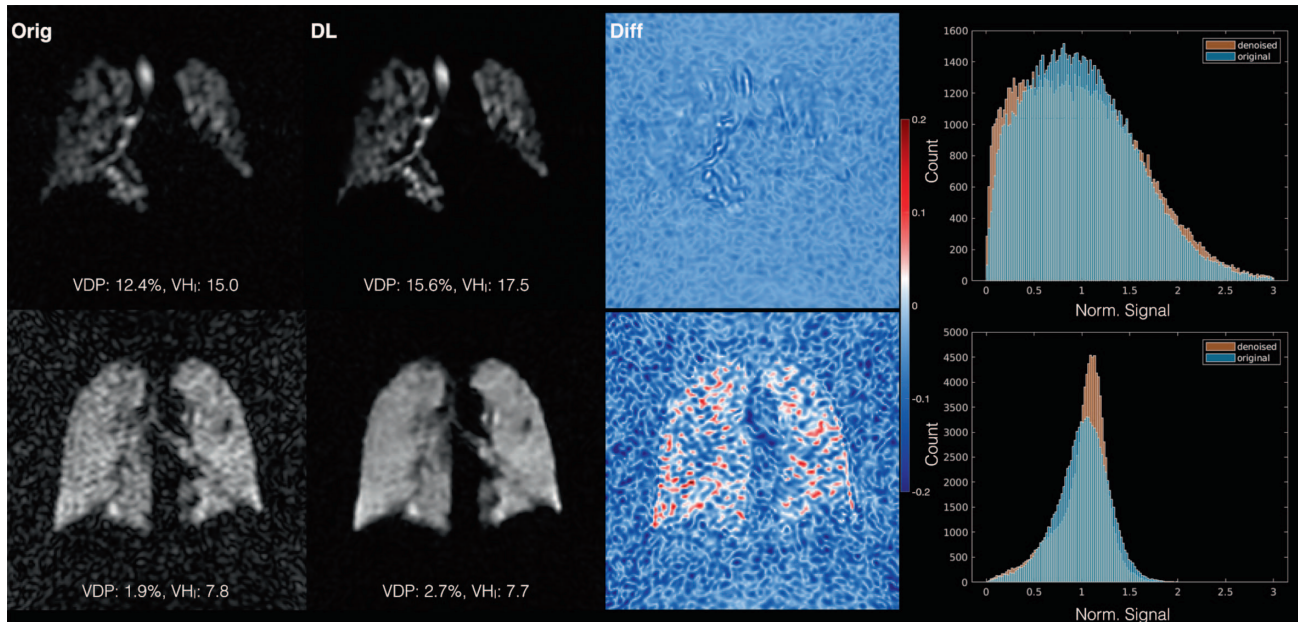 Orig
DL
Diff
VDP: 12.4%, VHI: 15.0
VDP: 15.6%, VHI: 17.5
VDP: 1.9%, VHI: 7.8
VDP: 2.7%, VHI: 7.7
0.2
0.1
0
-0.1
-0.2
1600
1400
1200
1000
800
600
400
200
0
Count
denoised
original
0 0.5 1 1.5 2 2.5 3
Norm. Signal
5000
4500
4000
3500
3000
2500
2000
1500
1000
500
0
Count
denoised
original
0 0.5 1 1.5 2 2.5 3
Norm. Signal